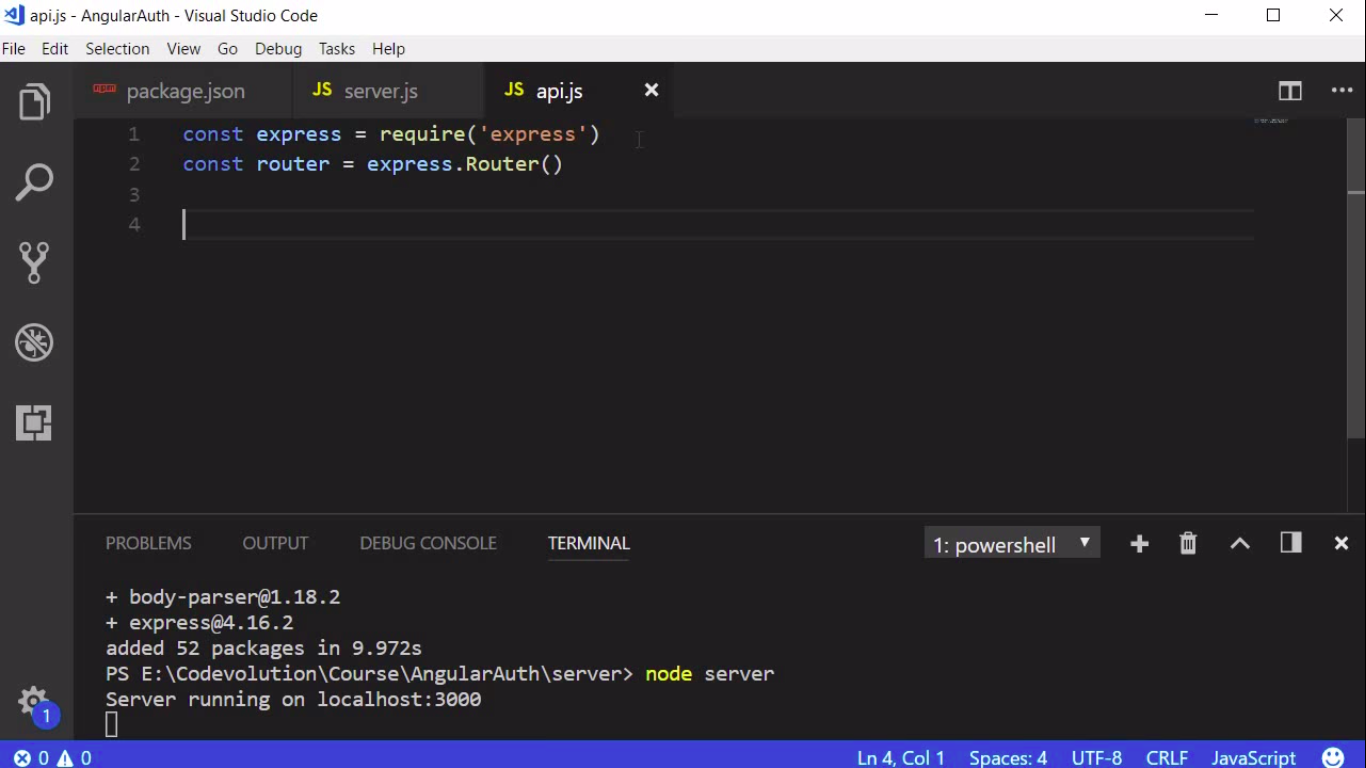 api.js - AngularAuth - Visual Studio Code
File Edit Selection View Go Debug Tasks Help
npm package.json JS server.js JS api.js
1 const express = require('express')
2 const router = express.Router()
3
4
PROBLEMS OUTPUT DEBUG CONSOLE TERMINAL 1: powershell
+ body-parser@1.18.2
+ express@4.16.2
added 52 packages in 9.972s
PS E:\Codevolution\Course\AngularAuth\server> node server
Server running on localhost:3000
1
0 0 Ln 4, Col 1 Spaces: 4 UTF-8 CRLF JavaScript